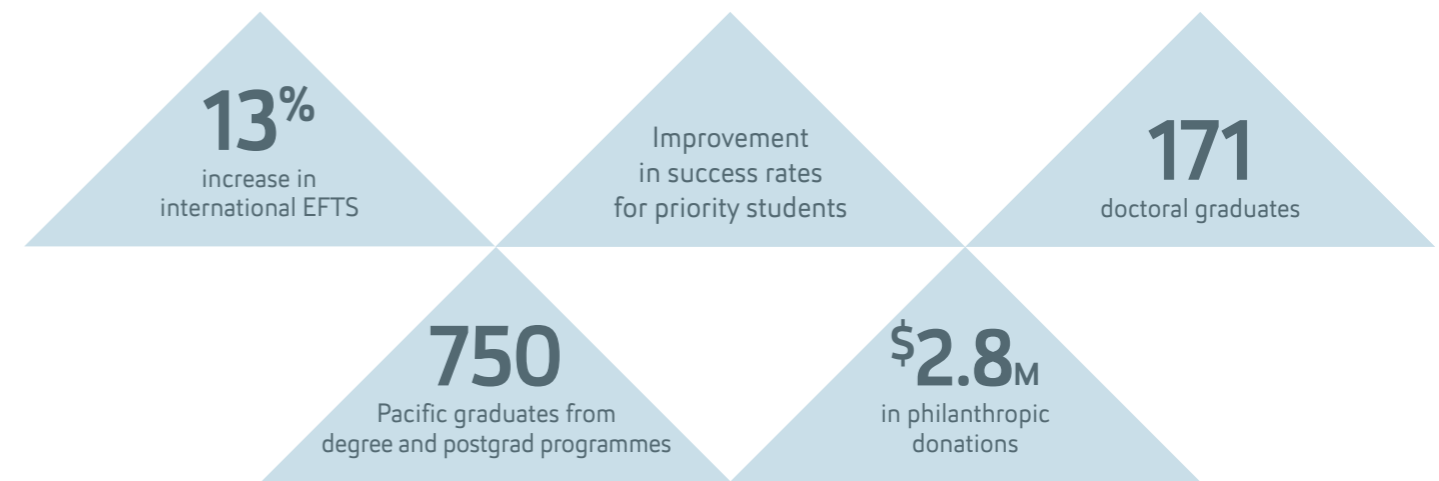 13%
increase in
international EFTS
Improvement
in success rates
for priority students
171
doctoral graduates
750
Pacific graduates from
degree and postgrad programmes
$2.8M
in philanthropic
donations